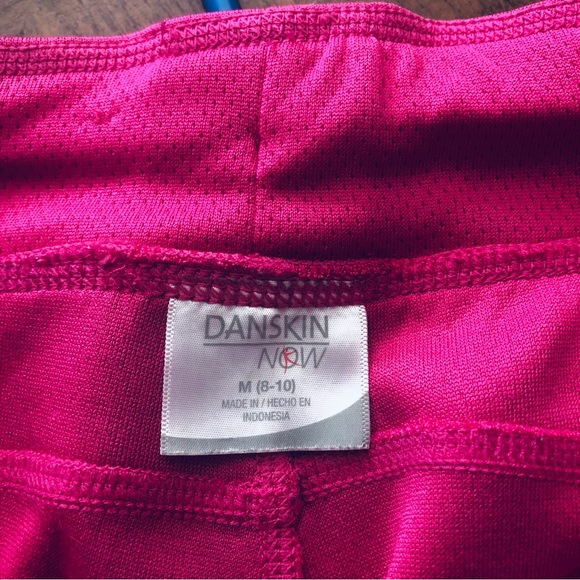 DANSKIN
NOW
M (8-10)
MADE IN / HECHO EN
INDONESIA